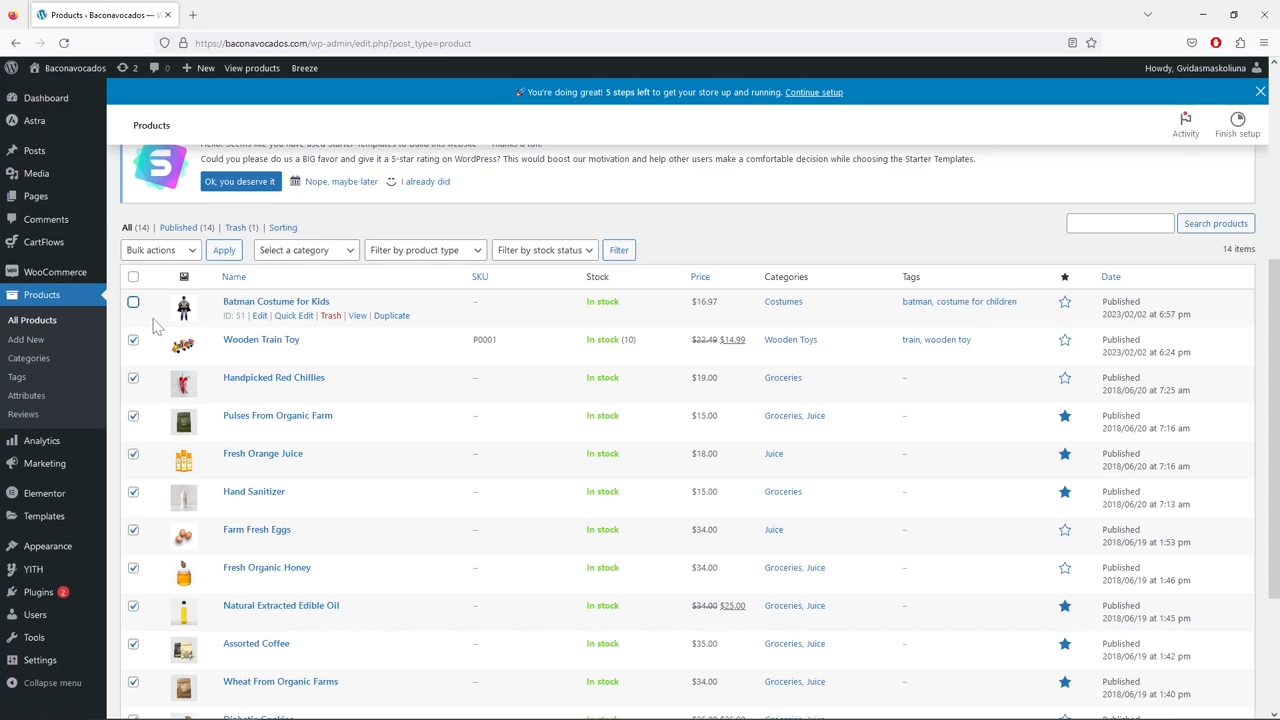 Products ‹ Baconavocados —
https://baconavocados.com/wp-admin/edit.php?post_type=product
Baconavocados 2 0 New View products Breeze Howdy, Gvidasmaskoliuna
🚀 You're doing great! 5 steps left to get your store up and running. Continue setup
Products
Activity
Finish setup
Dashboard
Astra
Posts
Media
Pages
Comments
CartFlows
WooCommerce
Products
All Products
Add New
Categories
Tags
Attributes
Reviews
Analytics
Marketing
Elementor
Templates
Appearance
YITH
Plugins 2
Users
Tools
Settings
Collapse menu
Could you please do us a BIG favor and give it a 5-star rating on WordPress? This would boost our motivation and help other users make a comfortable decision while choosing the Starter Templates.
Ok, you deserve it Nope, maybe later I already did
All (14) | Published (14) | Trash (1) | Sorting
Search products
Bulk actions Apply Select a category Filter by product type Filter by stock status Filter 14 items
Name SKU Stock Price Categories Tags Date
Batman Costume for Kids – In stock $16.97 Costumes batman, costume for children Published
ID: 51 | Edit | Quick Edit | Trash | View | Duplicate 2023/02/02 at 6:57 pm
Wooden Train Toy P0001 In stock (10) $22.49 $14.99 Wooden Toys train, wooden toy Published
2023/02/02 at 6:24 pm
Handpicked Red Chillies – In stock $19.00 Groceries – Published
2018/06/20 at 7:25 am
Pulses From Organic Farm – In stock $15.00 Groceries, Juice – Published
2018/06/20 at 7:16 am
Fresh Orange Juice – In stock $18.00 Juice – Published
2018/06/20 at 7:16 am
Hand Sanitizer – In stock $15.00 Groceries – Published
2018/06/20 at 7:13 am
Farm Fresh Eggs – In stock $34.00 Juice – Published
2018/06/19 at 1:53 pm
Fresh Organic Honey – In stock $34.00 Groceries, Juice – Published
2018/06/19 at 1:46 pm
Natural Extracted Edible Oil – In stock $34.00 $25.00 Groceries, Juice – Published
2018/06/19 at 1:45 pm
Assorted Coffee – In stock $35.00 Groceries, Juice – Published
2018/06/19 at 1:42 pm
Wheat From Organic Farms – In stock $34.00 Groceries, Juice – Published
2018/06/19 at 1:40 pm